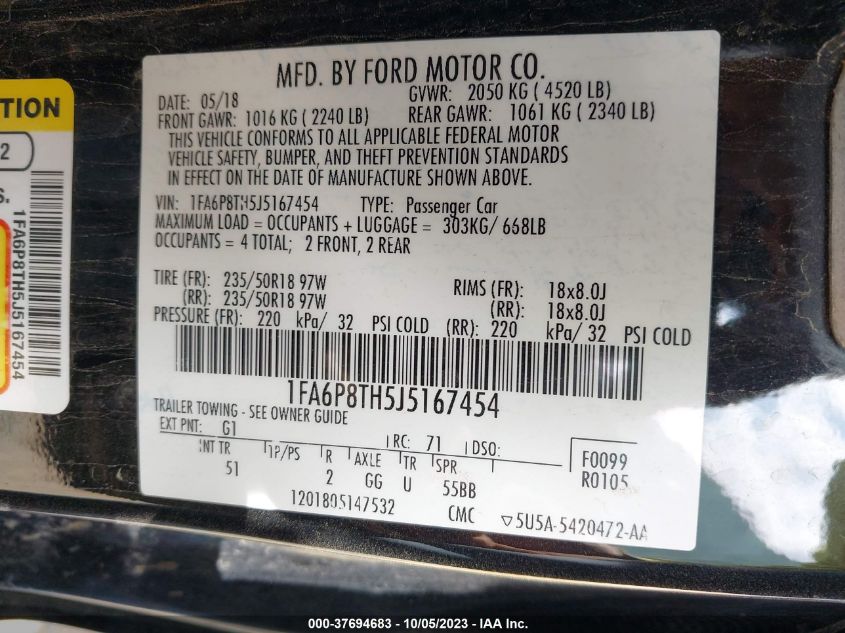 MFD. BY FORD MOTOR CO.
DATE: 05/18 GVWR: 2050 KG ( 4520 LB)
FRONT GAWR: 1016 KG ( 2240 LB) REAR GAWR: 1061 KG ( 2340 LB)
THIS VEHICLE CONFORMS TO ALL APPLICABLE FEDERAL MOTOR
VEHICLE SAFETY, BUMPER, AND THEFT PREVENTION STANDARDS
IN EFFECT ON THE DATE OF MANUFACTURE SHOWN ABOVE.
VIN: 1FA6P8TH5J5167454 TYPE: Passenger Car
MAXIMUM LOAD = OCCUPANTS + LUGGAGE = 303KG/ 668LB
OCCUPANTS = 4 TOTAL; 2 FRONT, 2 REAR
TIRE (FR): 235/50R18 97W RIMS (FR): 18x8.0J
(RR): 235/50R18 97W (RR): 18x8.0J
PRESSURE (FR): 220 kPa/ 32 PSI COLD (RR): 220 kPa/ 32 PSI COLD
1FA6P8TH5J5167454
TRAILER TOWING - SEE OWNER GUIDE
EXT PNT: G1 RC: 71 DSO: F0099
INT TR TP/PS R AXLE TR SPR R0105
51 2 GG U 55BB
1201805147532 CMC ▽5U5A-5420472-AA
TION
2
S.
1FA6P8TH5J5167454
000-37694683 - 10/05/2023 - IAA Inc.